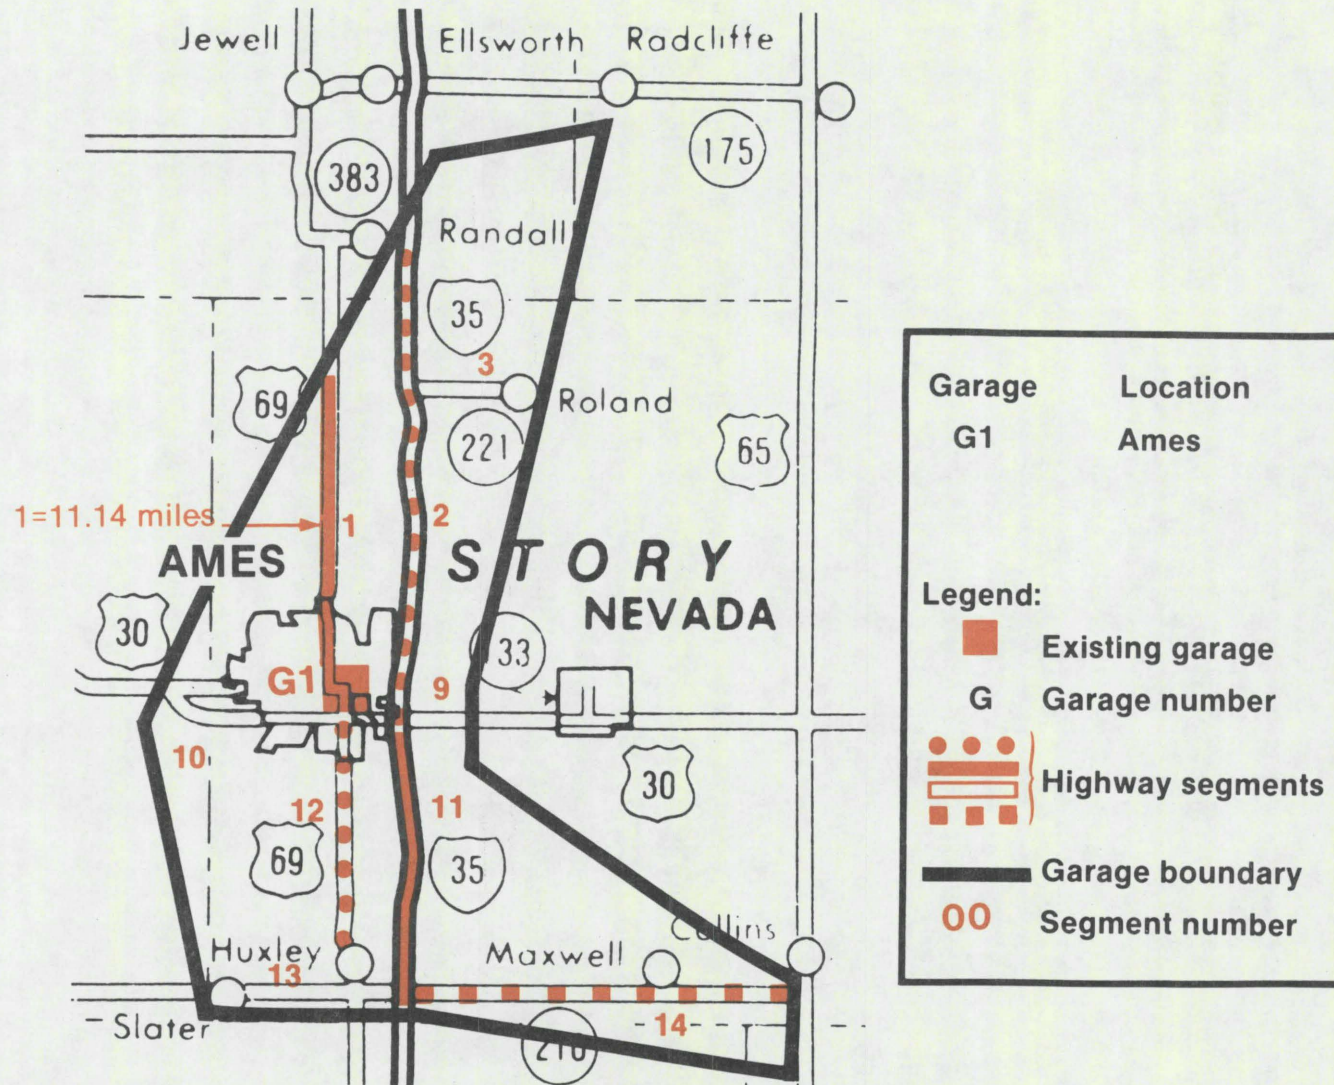 Jewell
Ellsworth
Radcliffe
175
383
Randall
35
3
69
Roland
221
65
1=11.14 miles
1
2
AMES
STORY
NEVADA
30
33
G1
9
10
30
12
11
69
35
Collins
Huxley
Maxwell
13
Slater
14
210
Garage Location
G1 Ames
Legend:
Existing garage
G Garage number
Highway segments
Garage boundary
00 Segment number